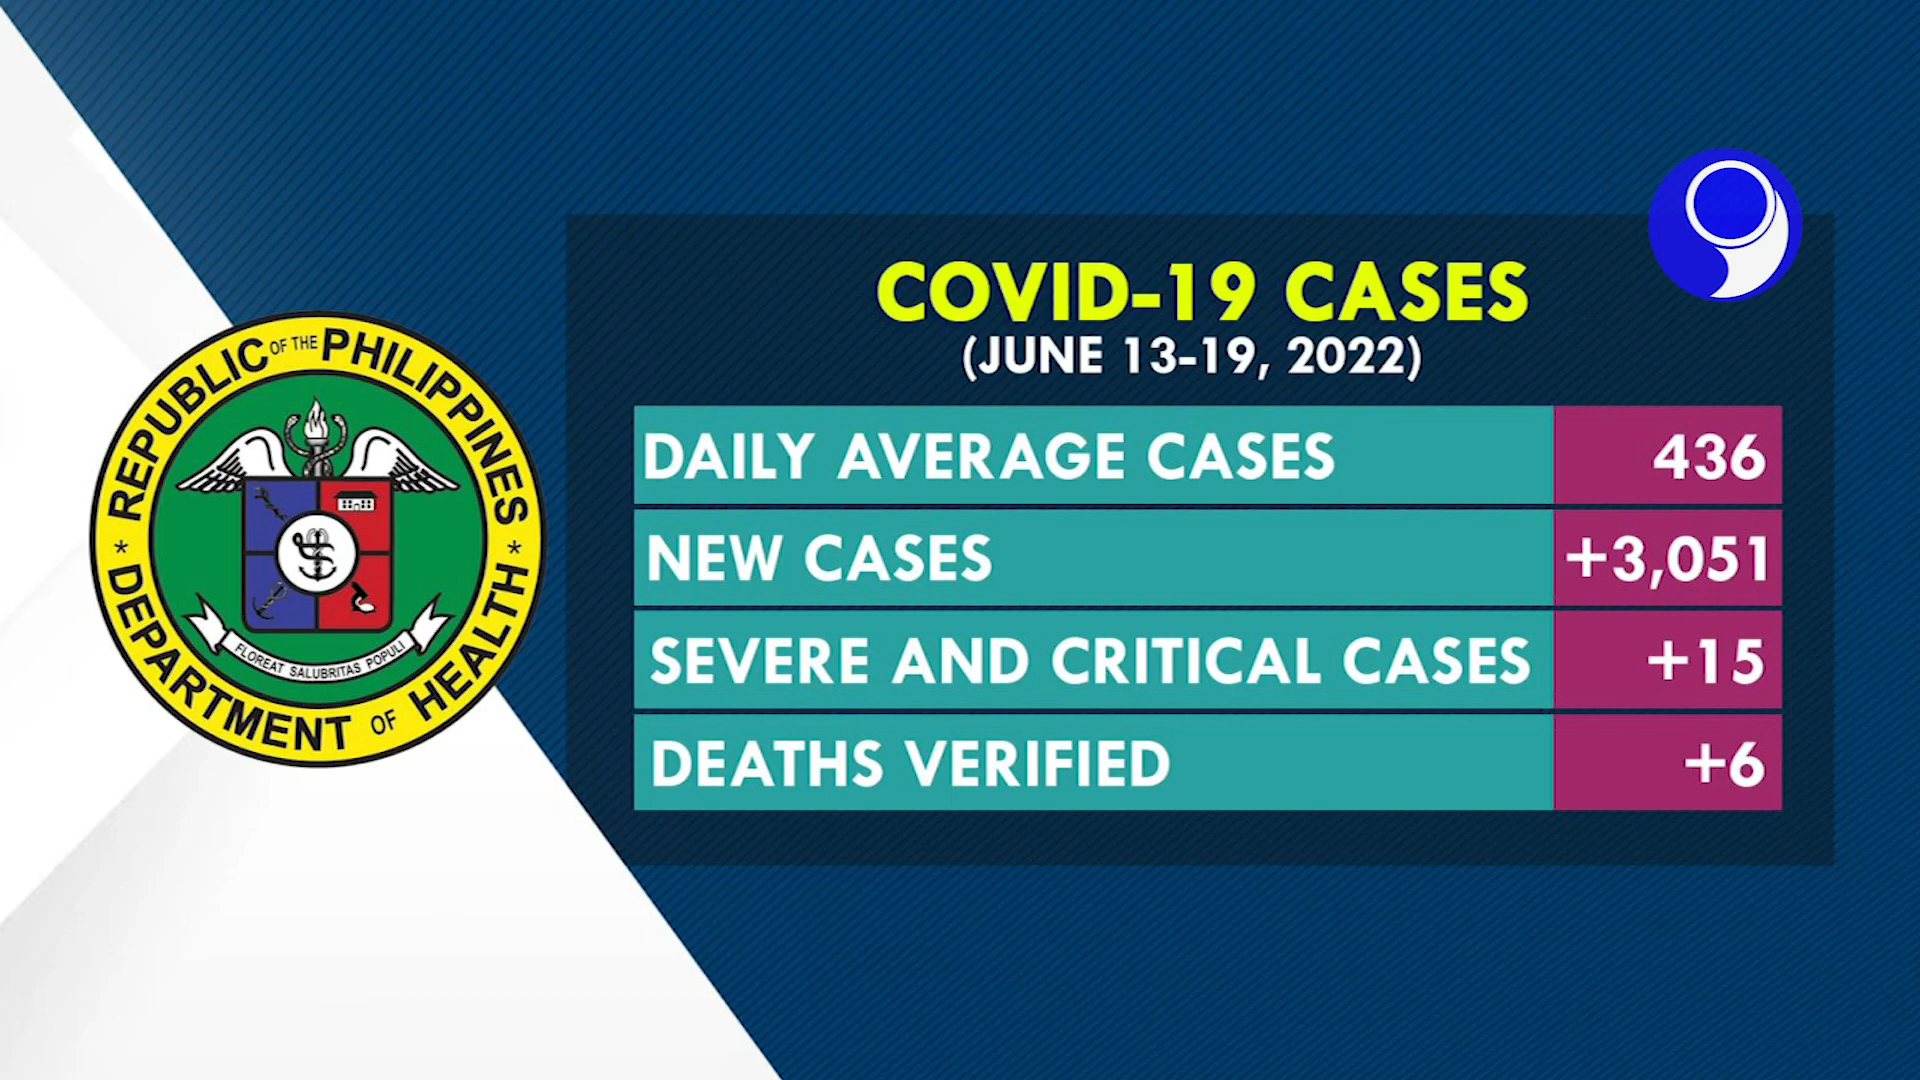 REPUBLIC OF THE PHILIPPINES
* DEPARTMENT OF HEALTH *
FLOREAT SALUBRITAS POPULI
9
COVID-19 CASES
(JUNE 13-19, 2022)
DAILY AVERAGE CASES 436
NEW CASES +3,051
SEVERE AND CRITICAL CASES +15
DEATHS VERIFIED +6